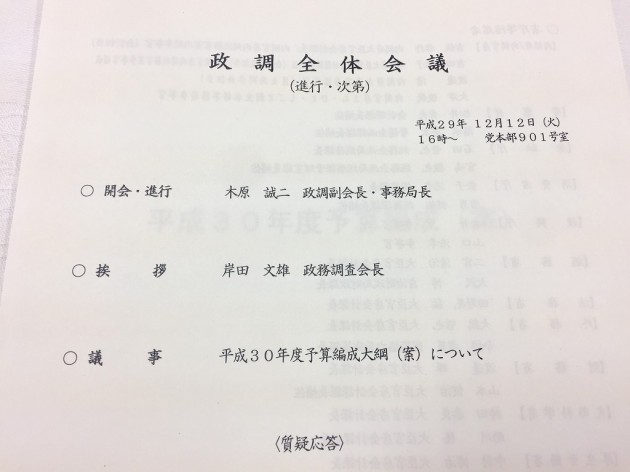 政調全体会議
(進行・次第)
平成29年 12月12日 (火)
16時～ 党本部901号室
○ 開会・進行 木原 誠二 政調副会長・事務局長
○ 挨 拶 岸田 文雄 政務調査会長
○ 議 事 平成30年度予算編成大綱（案）について
〈質疑応答〉